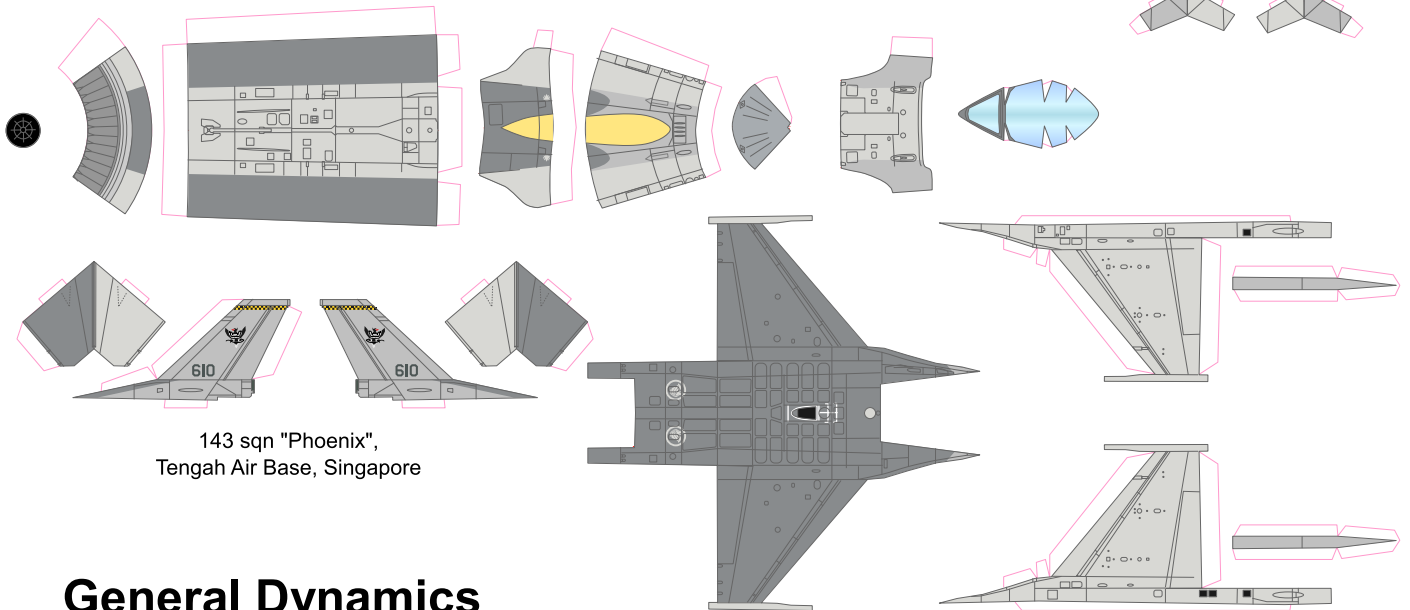 610
610
143 sqn "Phoenix",
Tengah Air Base, Singapore
General Dynamics